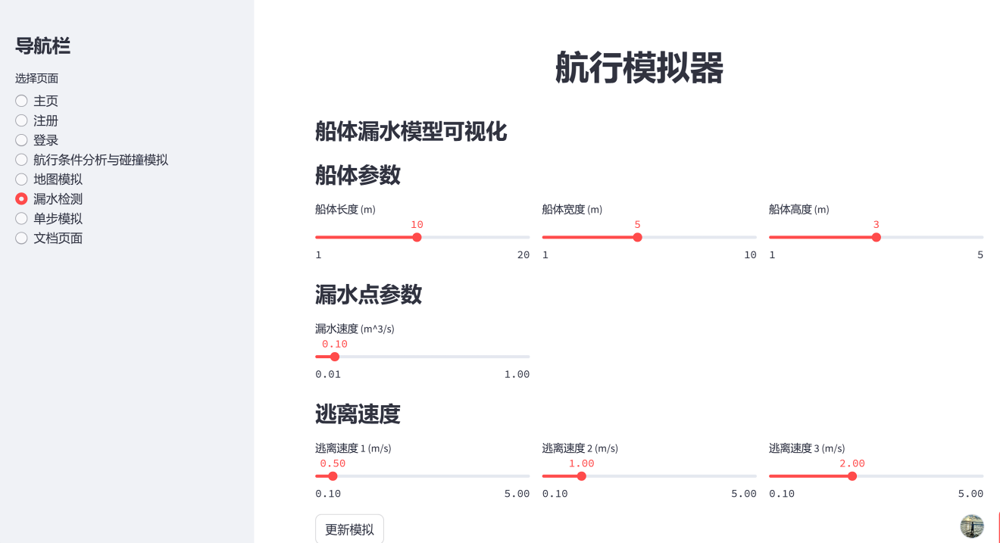 导航栏
选择页面
主页
注册
登录
航行条件分析与碰撞模拟
地图模拟
漏水检测
单步模拟
文档页面
航行模拟器
船体漏水模型可视化
船体参数
船体长度 (m) 船体宽度 (m) 船体高度 (m)
10 5 3
1 20 1 10 1 5
漏水点参数
漏水速度 (m^3/s)
0.10
0.01 1.00
逃离速度
逃离速度 1 (m/s) 逃离速度 2 (m/s) 逃离速度 3 (m/s)
0.50 1.00 2.00
0.10 5.00 0.10 5.00 0.10 5.00
更新模拟